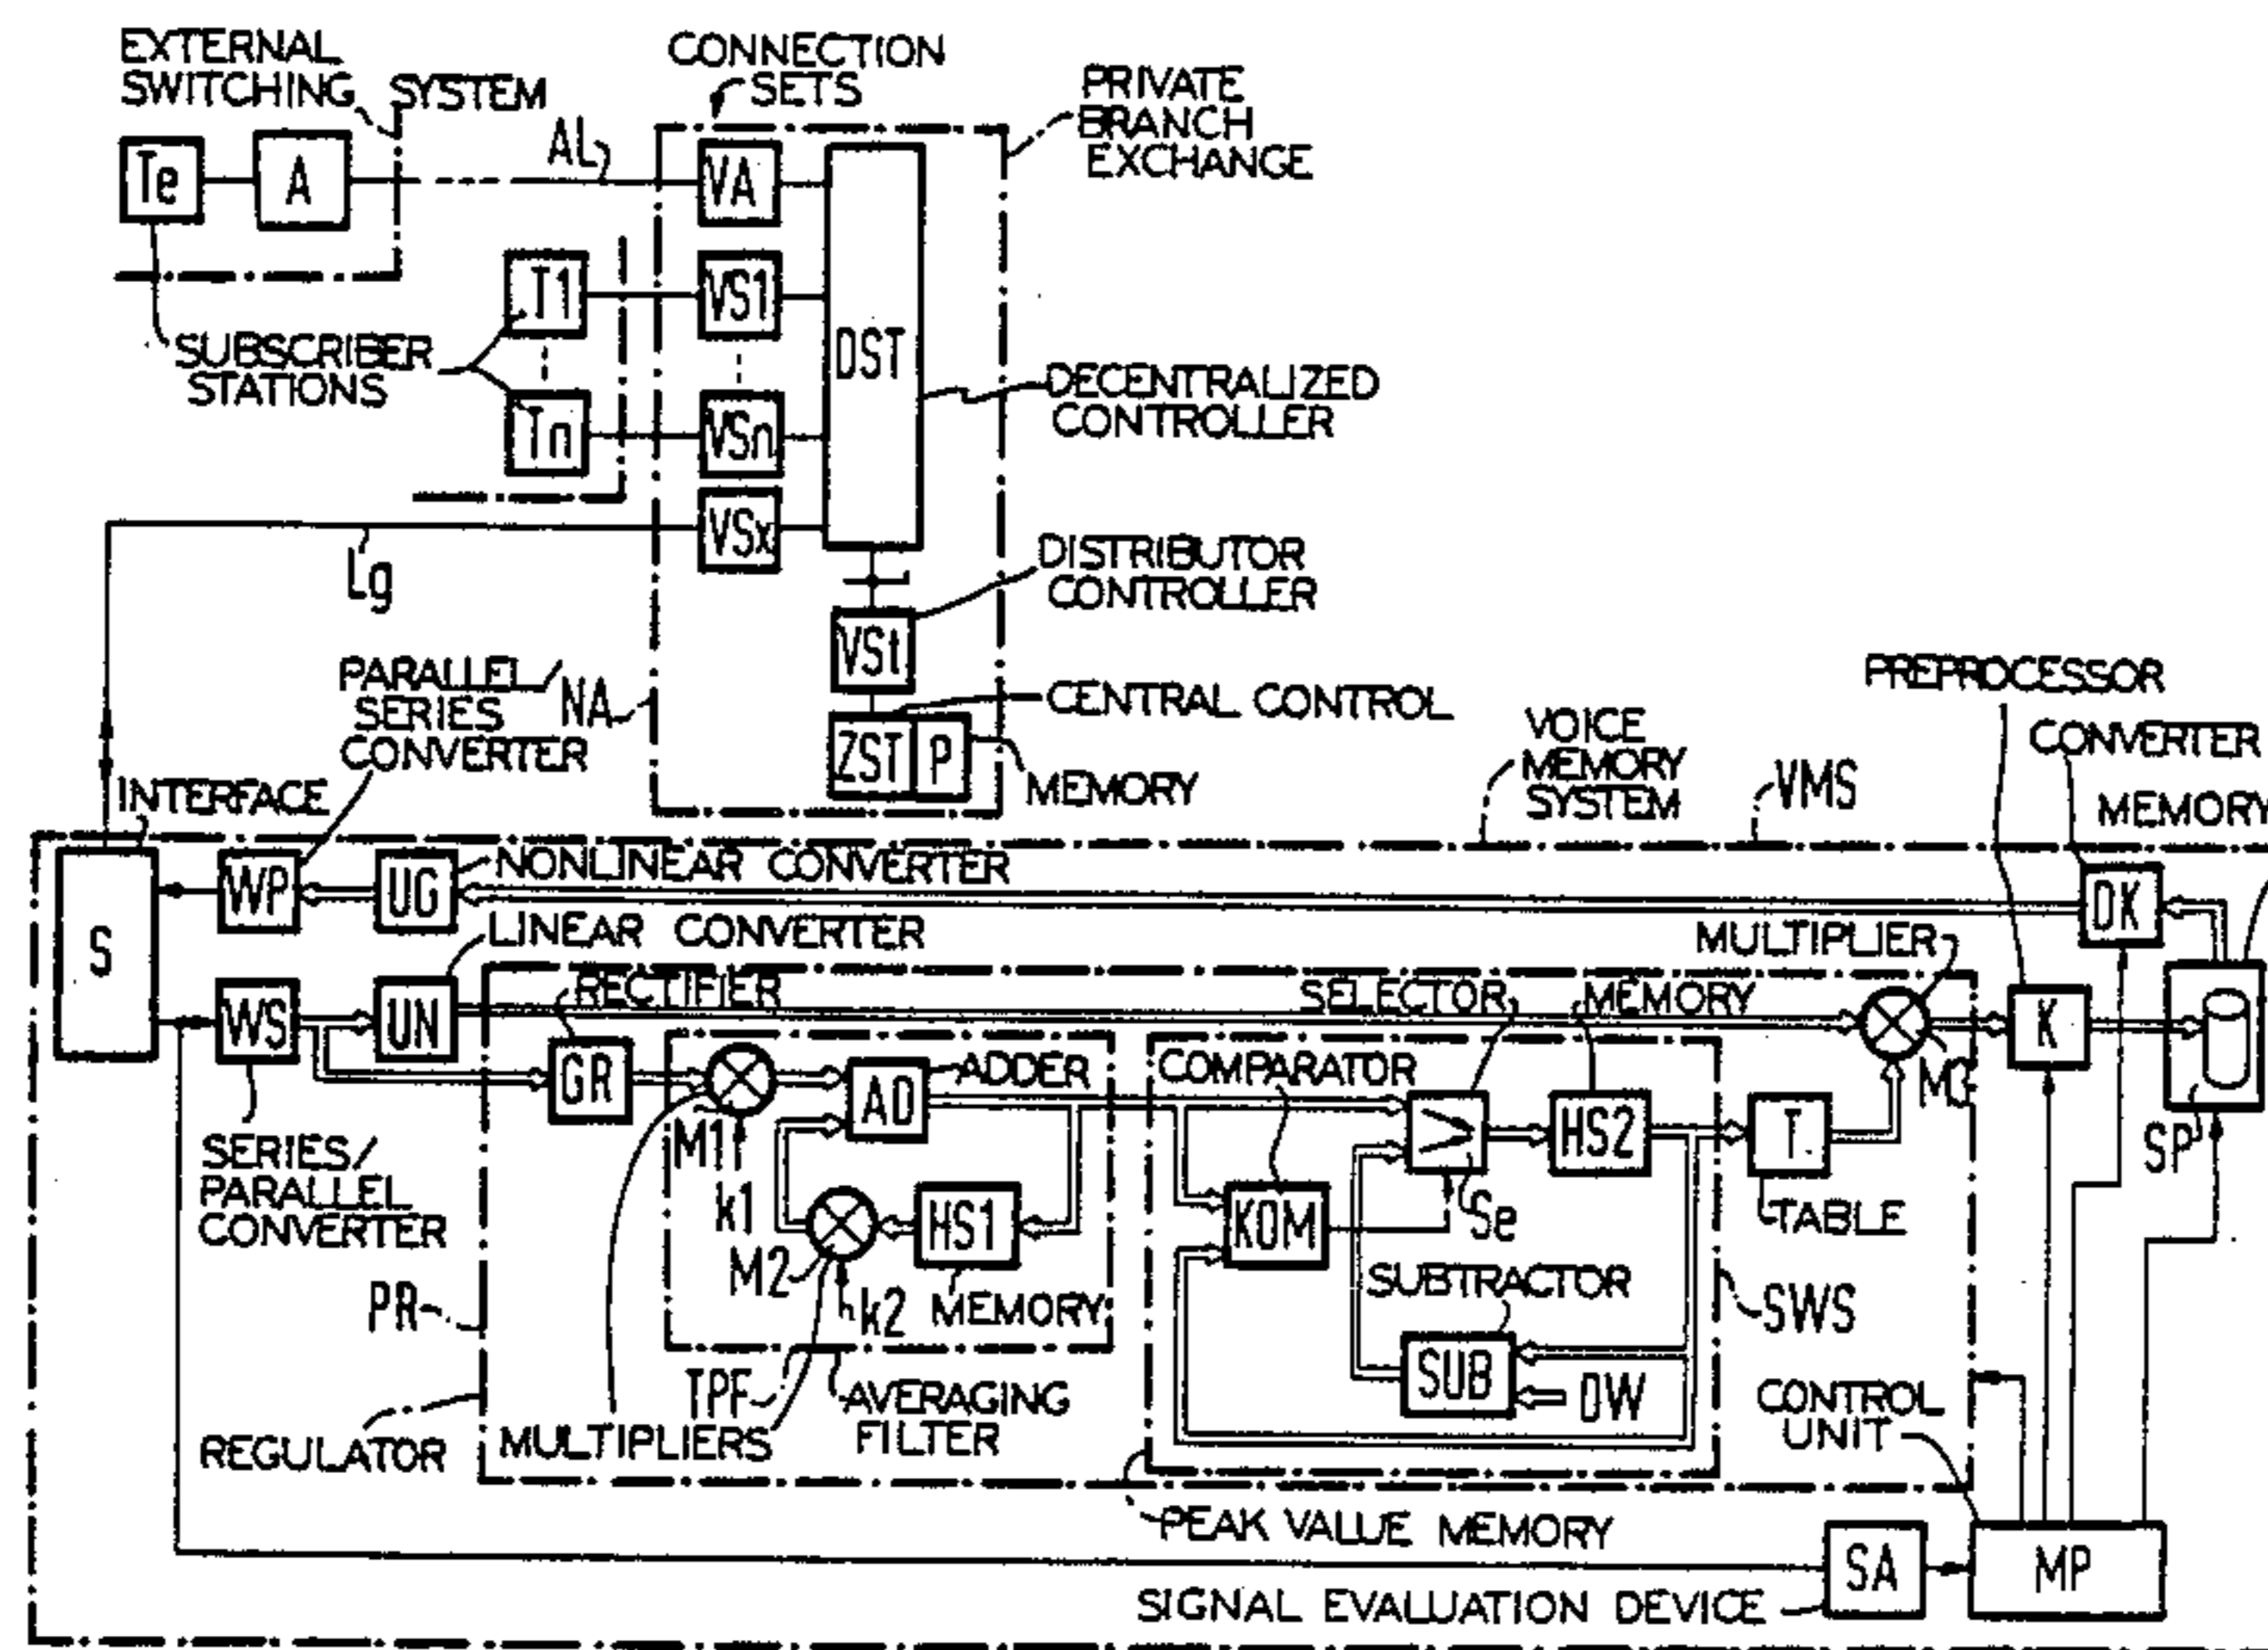 EXTERNAL
SWITCHING SYSTEM
CONNECTION
SETS
PRIVATE
BRANCH
EXCHANGE
Te
A
AL
VA
T1
VS1
DST
SUBSCRIBER
STATIONS
DECENTRALIZED
CONTROLLER
Tn
VSn
VSx
Lg
DISTRIBUTOR
CONTROLLER
VSt
PARALLEL/
SERIES
CONVERTER
NA
CENTRAL CONTROL
ZST
P
MEMORY
PREPROCESSOR
VOICE
MEMORY
SYSTEM
VMS
CONVERTER
MEMORY
INTERFACE
S
WP
UG
NONLINEAR CONVERTER
DK
LINEAR CONVERTER
MULTIPLIER
WS
UN
RECTIFIER
SELECTOR
MEMORY
K
GR
ADDER
AD
COMPARATOR
M3
M1
k1
HS2
T
SP
SERIES/
PARALLEL
CONVERTER
HS1
KOM
Se
TABLE
M2
k2
MEMORY
SUBTRACTOR
PR
SWS
TPF
AVERAGING
FILTER
SUB
DW
CONTROL
UNIT
REGULATOR
MULTIPLIERS
PEAK VALUE MEMORY
SA
MP
SIGNAL EVALUATION DEVICE